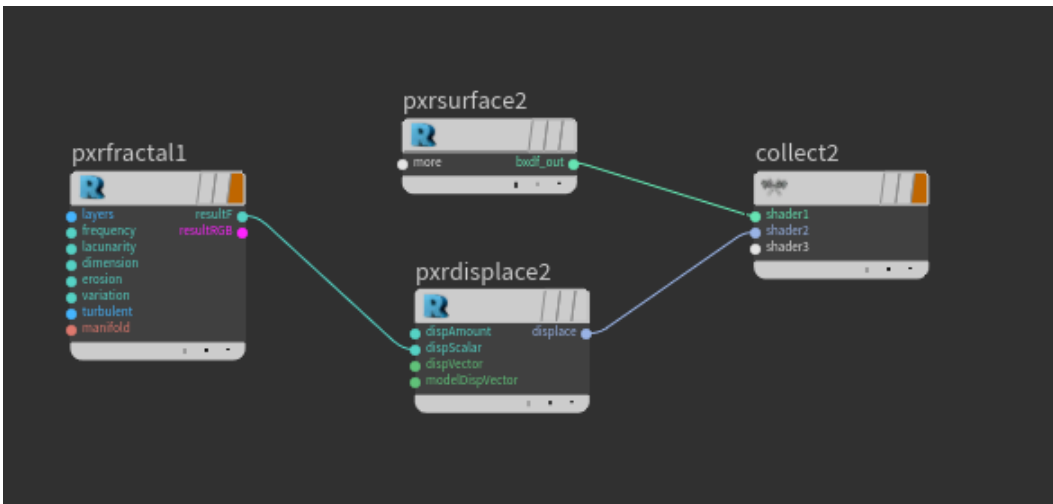 pxrsurface2
more bxdf_out
pxrfractal1
layers resultF
frequency resultRGB
lacunarity
dimension
erosion
variation
turbulent
manifold
pxrdisplace2
dispAmount displace
dispScalar
dispVector
modelDispVector
collect2
shader1
shader2
shader3